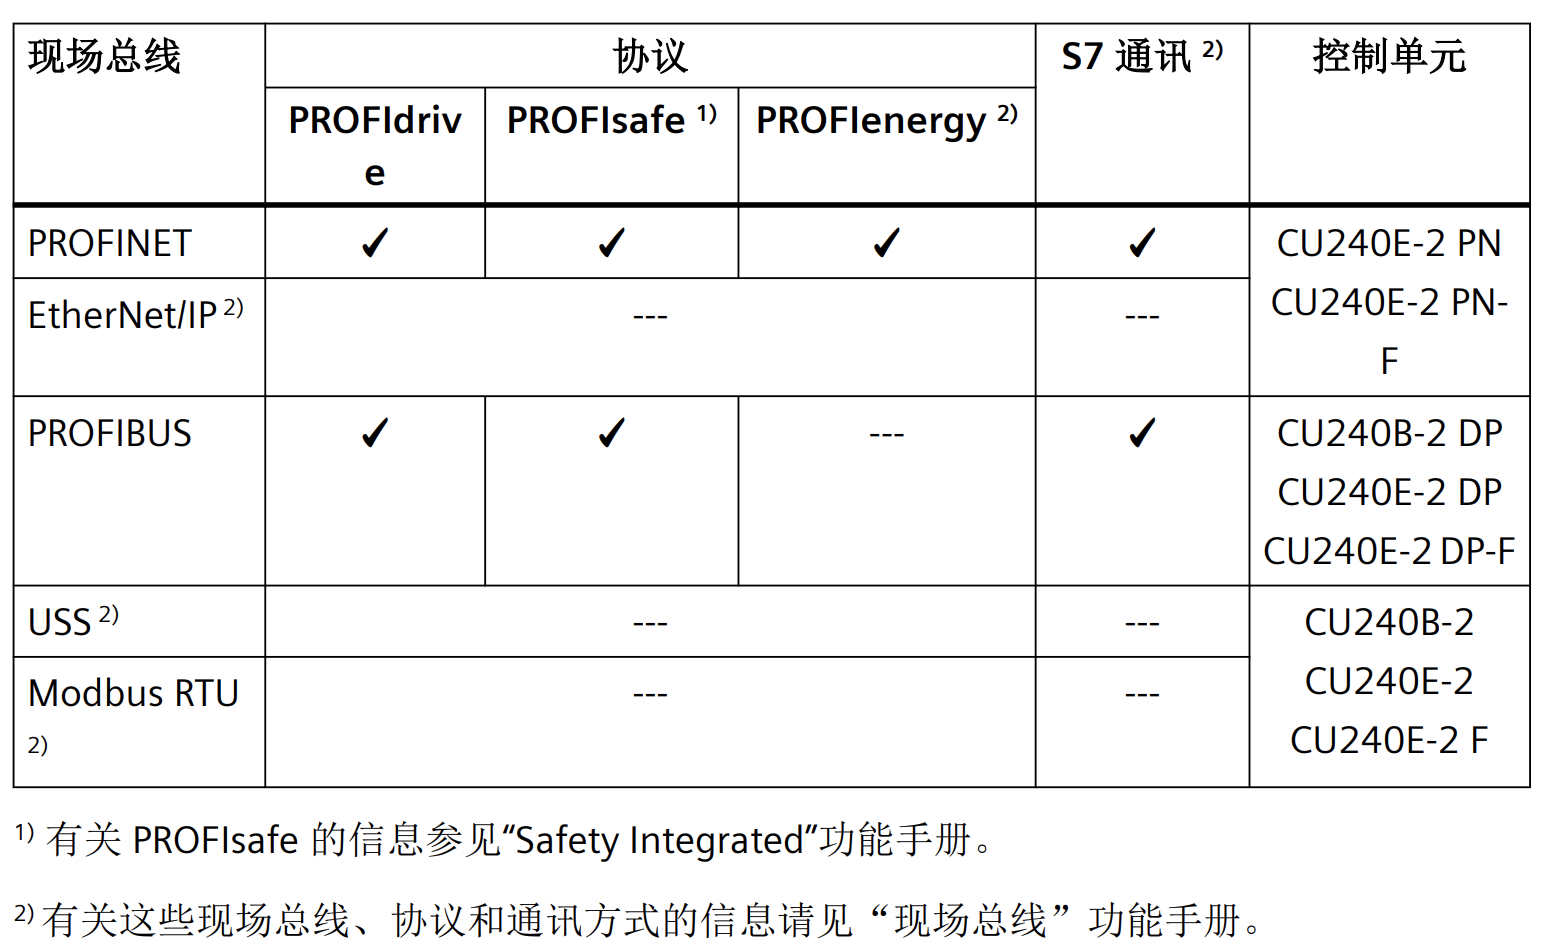 现场总线 协议 S7 通讯 2) 控制单元
PROFIdriv PROFIsafe 1) PROFIenergy 2)
e
PROFINET ✓ ✓ ✓ ✓ CU240E-2 PN
EtherNet/IP 2) --- --- CU240E-2 PN-
F
PROFIBUS ✓ ✓ --- ✓ CU240B-2 DP
CU240E-2 DP
CU240E-2 DP-F
USS 2) --- --- CU240B-2
Modbus RTU --- --- CU240E-2
2) CU240E-2 F
1) 有关 PROFIsafe 的信息参见“Safety Integrated”功能手册。
2) 有关这些现场总线、协议和通讯方式的信息请见“现场总线”功能手册。